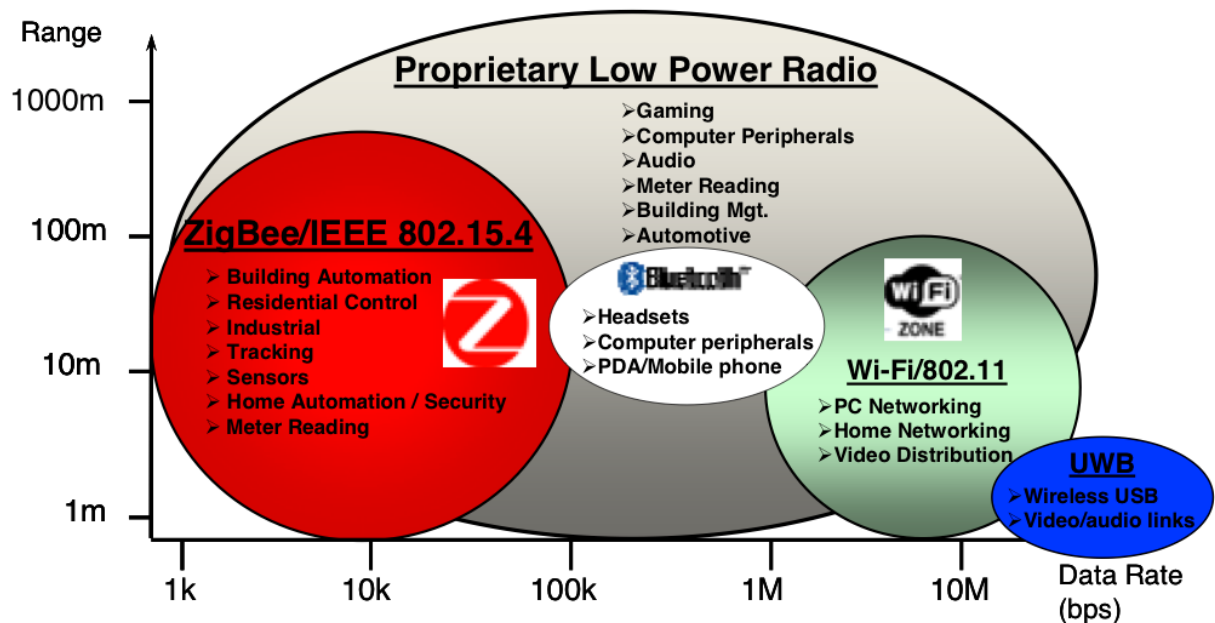 Range
1000m
100m
10m
1m
Proprietary Low Power Radio
➢Gaming
➢Computer Peripherals
➢Audio
➢Meter Reading
➢Building Mgt.
➢Automotive
ZigBee/IEEE 802.15.4
➢ Building Automation
➢ Residential Control
➢ Industrial
➢ Tracking
➢ Sensors
➢ Home Automation / Security
➢ Meter Reading
Z
Bluetooth™
➢Headsets
➢Computer peripherals
➢PDA/Mobile phone
Wi Fi
ZONE
Wi-Fi/802.11
➢PC Networking
➢Home Networking
➢Video Distribution
UWB
➢Wireless USB
➢Video/audio links
1k
10k
100k
1M
10M
Data Rate
(bps)